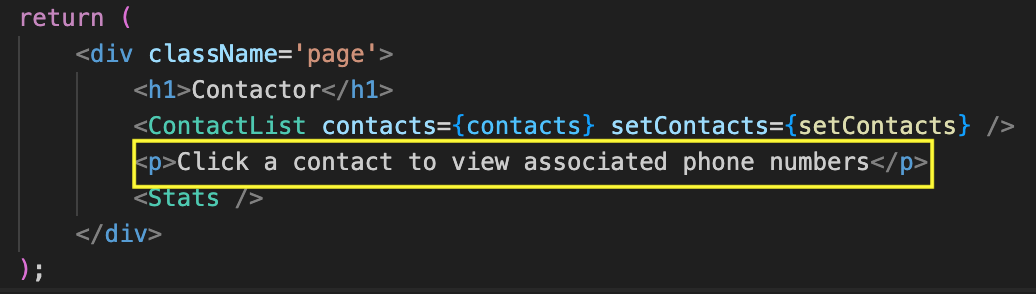 return (
<div className='page'>
<h1>Contactor</h1>
<ContactList contacts={contacts} setContacts={setContacts} />
<p>Click a contact to view associated phone numbers</p>
<Stats />
</div>
);